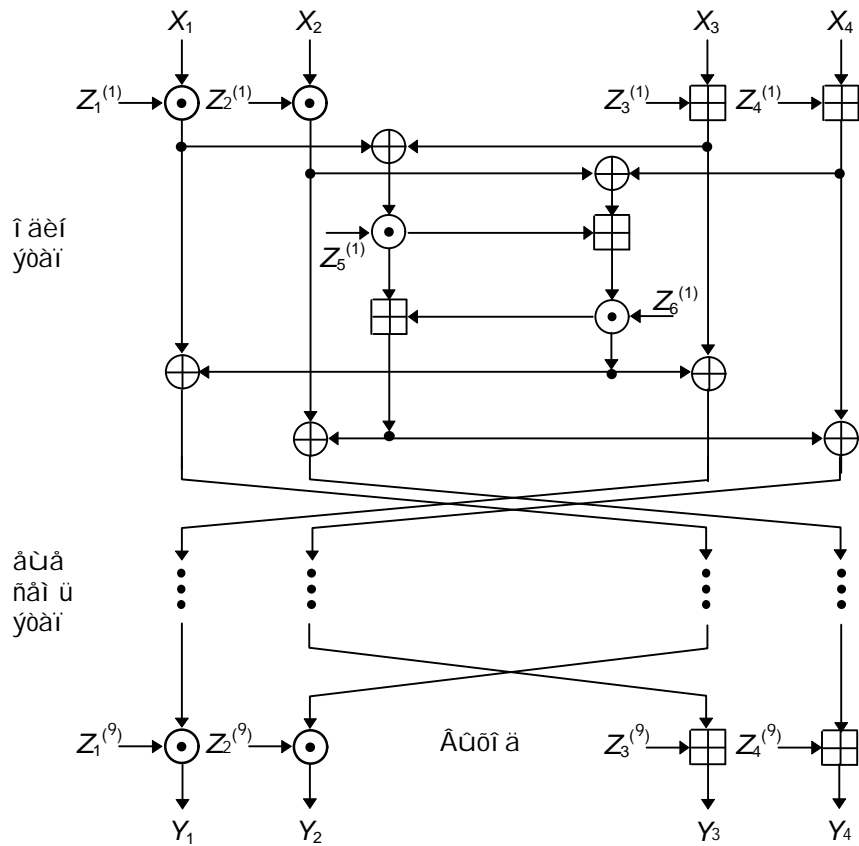 X1 X2 X3 X4
Z1(1) Z2(1) Z3(1) Z4(1)
î äèí
ýòàï
Z5(1)
Z6(1)
åùå
ñåì ü
ýòàï
Z1(9) Z2(9) Âûõî ä Z3(9) Z4(9)
Y1 Y2 Y3 Y4